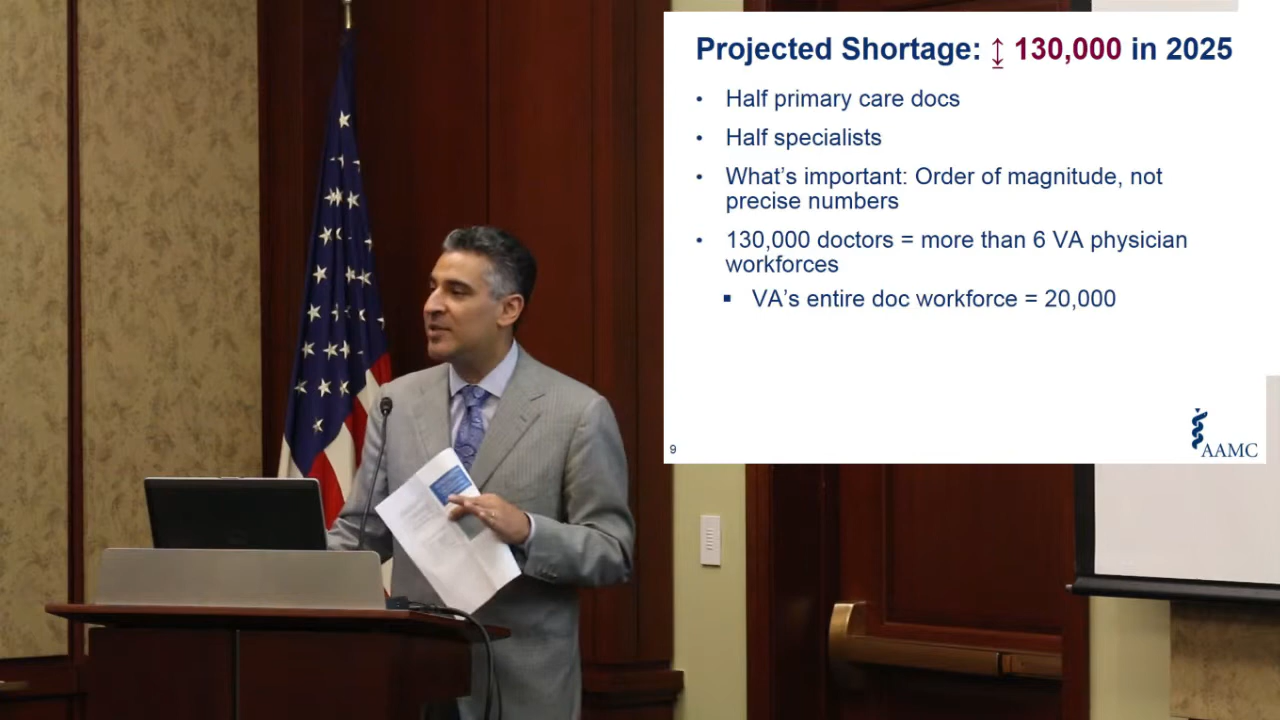 Projected Shortage: ↕ 130,000 in 2025
• Half primary care docs
• Half specialists
• What’s important: Order of magnitude, not
precise numbers
• 130,000 doctors = more than 6 VA physician
workforces
▪ VA’s entire doc workforce = 20,000
9
AAMC